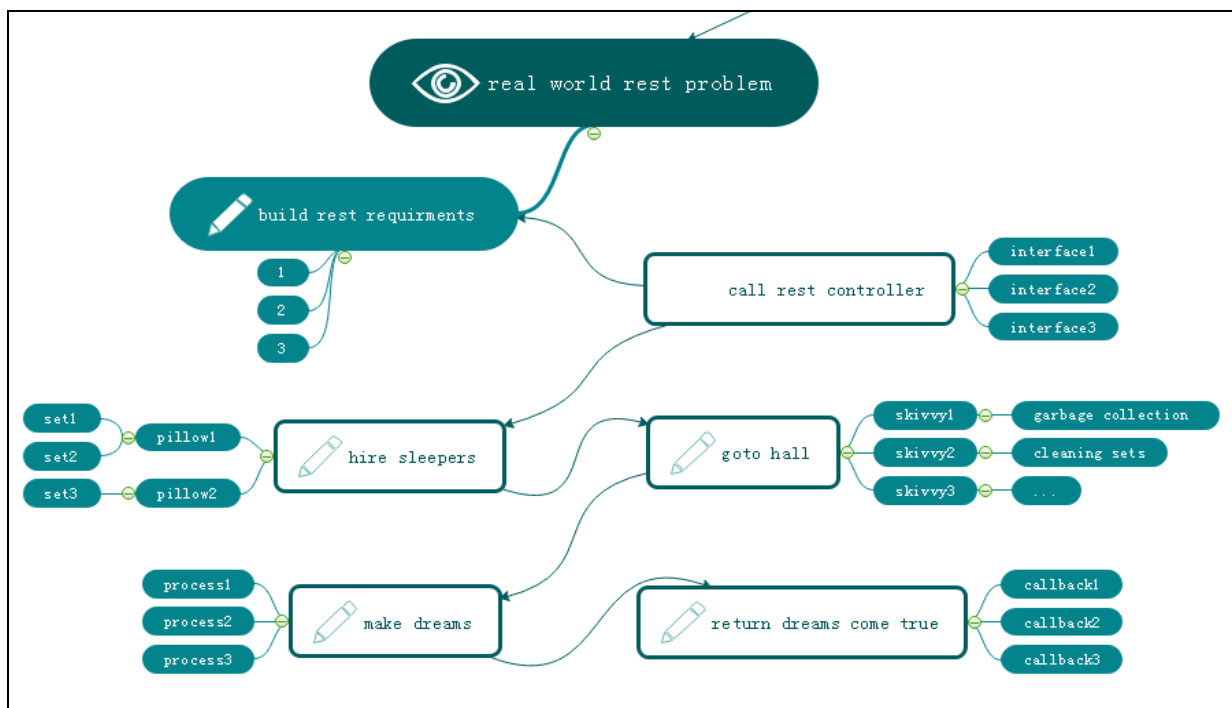 real world rest problem
build rest requirments
1
2
3
call rest controller
interface1
interface2
interface3
set1
set2
set3
pillow1
pillow2
hire sleepers
goto hall
skivvy1
garbage collection
skivvy2
cleaning sets
skivvy3
...
process1
process2
process3
make dreams
return dreams come true
callback1
callback2
callback3